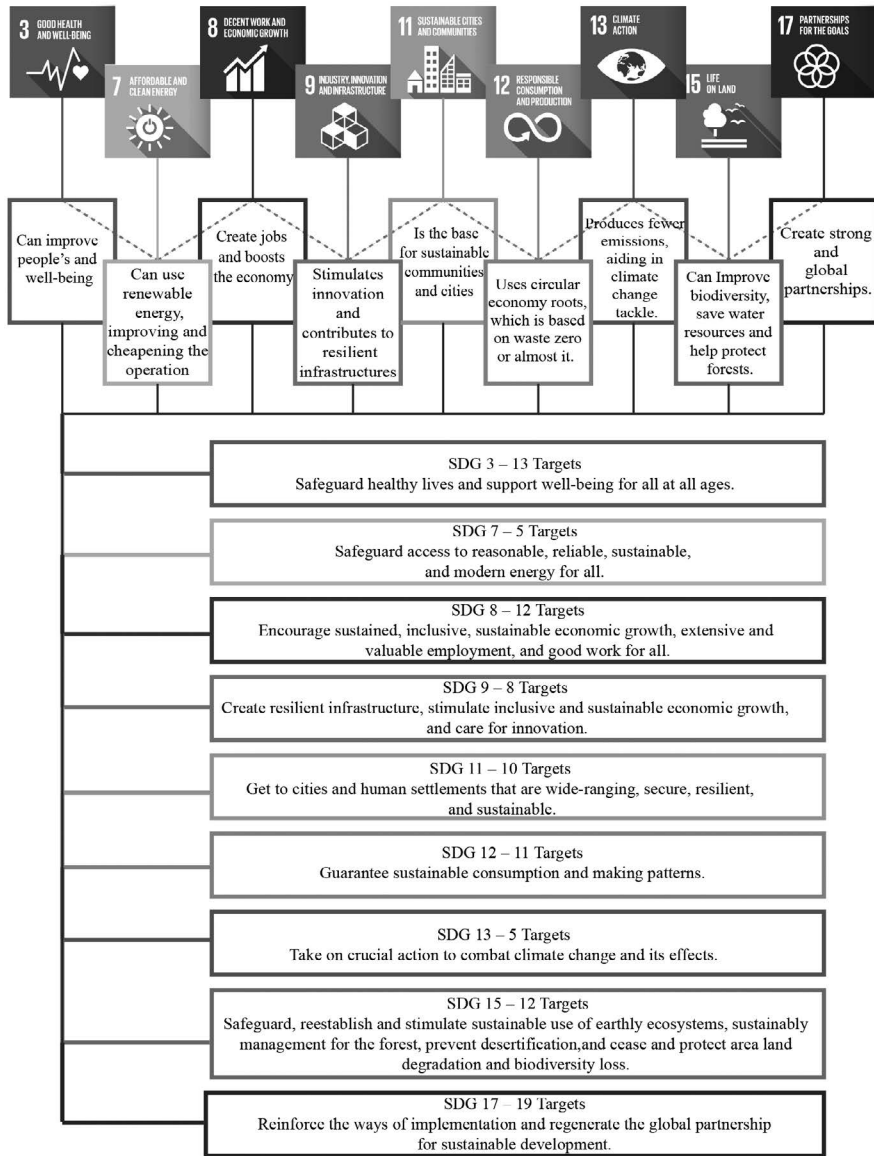 3 GOOD HEALTH
AND WELL-BEING
7 AFFORDABLE AND
CLEAN ENERGY
8 DECENT WORK AND
ECONOMIC GROWTH
9 INDUSTRY, INNOVATION
AND INFRASTRUCTURE
11 SUSTAINABLE CITIES
AND COMMUNITIES
12 RESPONSIBLE
CONSUMPTION
AND PRODUCTION
13 CLIMATE
ACTION
15 LIFE
ON LAND
17 PARTNERSHIPS
FOR THE GOALS
Can improve
people's and
well-being
Can use
renewable
energy,
improving and
cheapening the
operation
Create jobs
and boosts
the economy
Stimulates
innovation
and
contributes to
resilient
infrastructures
Is the base
for sustainable
communities
and cities
Uses circular
economy roots,
which is based
on waste zero
or almost it.
Produces fewer
emissions,
aiding in
climate
change
tackle.
Can Improve
biodiversity,
save water
resources and
help protect
forests.
Create strong
and
global
partnerships.
SDG 3 – 13 Targets
Safeguard healthy lives and support well-being for all at all ages.
SDG 7 – 5 Targets
Safeguard access to reasonable, reliable, sustainable,
and modern energy for all.
SDG 8 – 12 Targets
Encourage sustained, inclusive, sustainable economic growth, extensive and
valuable employment, and good work for all.
SDG 9 – 8 Targets
Create resilient infrastructure, stimulate inclusive and sustainable economic growth,
and care for innovation.
SDG 11 – 10 Targets
Get to cities and human settlements that are wide-ranging, secure, resilient,
and sustainable.
SDG 12 – 11 Targets
Guarantee sustainable consumption and making patterns.
SDG 13 – 5 Targets
Take on crucial action to combat climate change and its effects.
SDG 15 – 12 Targets
Safeguard, reestablish and stimulate sustainable use of earthly ecosystems, sustainably
management for the forest, prevent desertification,and cease and protect area land
degradation and biodiversity loss.
SDG 17 – 19 Targets
Reinforce the ways of implementation and regenerate the global partnership
for sustainable development.